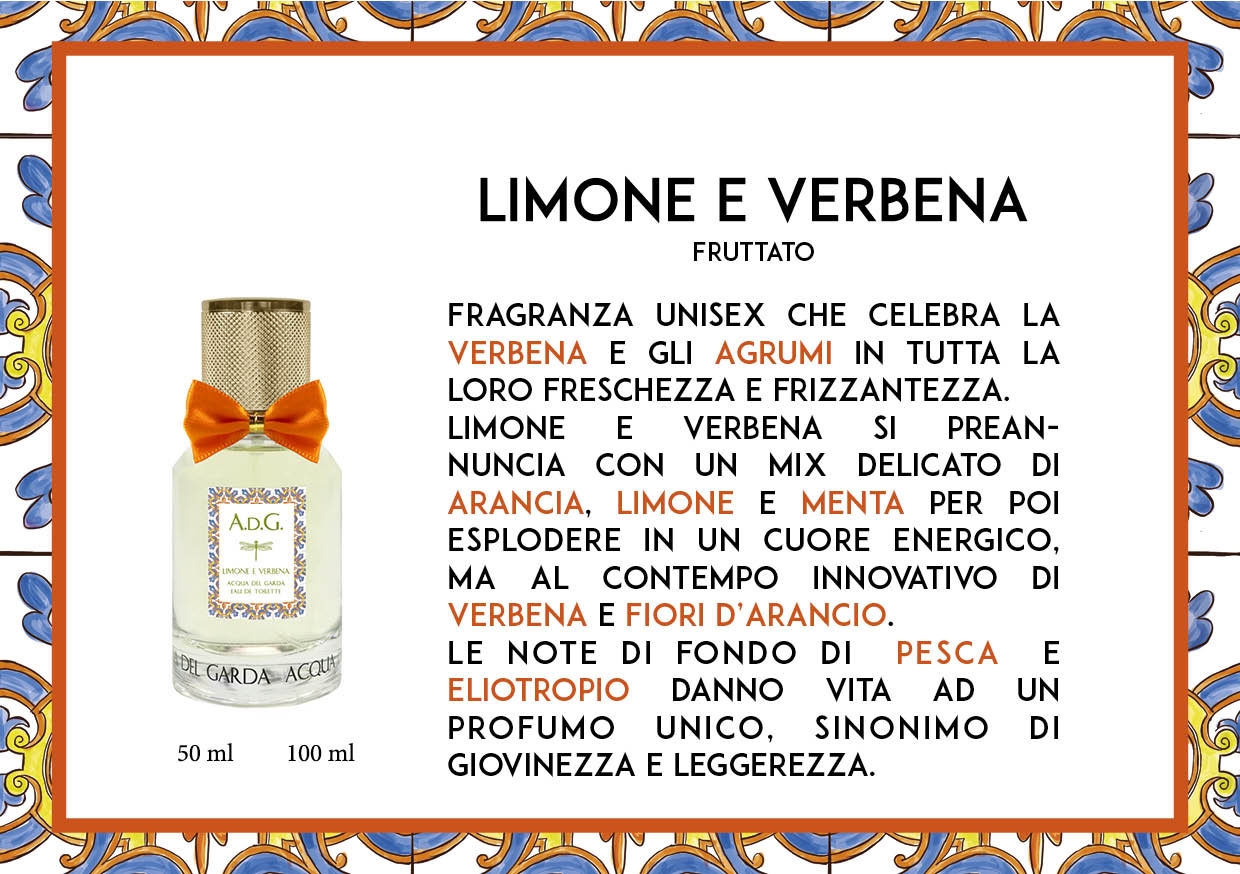 LIMONE E VERBENA
FRUTTATO
FRAGRANZA UNISEX CHE CELEBRA LA
VERBENA E GLI AGRUMI IN TUTTA LA
LORO FRESCHEZZA E FRIZZANTEZZA.
LIMONE E VERBENA SI PREAN-
NUNCIA CON UN MIX DELICATO DI
ARANCIA, LIMONE E MENTA PER POI
ESPLODERE IN UN CUORE ENERGICO,
MA AL CONTEMPO INNOVATIVO DI
VERBENA E FIORI D'ARANCIO.
LE NOTE DI FONDO DI PESCA E
ELIOTROPIO DANNO VITA AD UN
PROFUMO UNICO, SINONIMO DI
GIOVINEZZA E LEGGEREZZA.
A.D.G.
LIMONE E VERBENA
ACQUA DEL GARDA
EAU DE TOILETTE
DEL GARDA ACQUA
50 ml 100 ml